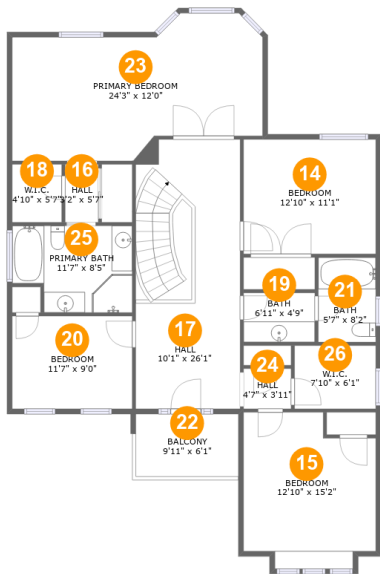 23
PRIMARY BEDROOM
24'3" x 12'0"
18
W.I.C.
4'10" x 5'7"
16
HALL
5'2" x 5'7"
14
BEDROOM
12'10" x 11'1"
25
PRIMARY BATH
11'7" x 8'5"
19
BATH
6'11" x 4'9"
21
BATH
5'7" x 8'2"
17
HALL
10'1" x 26'1"
20
BEDROOM
11'7" x 9'0"
24
HALL
4'7" x 3'11"
26
W.I.C.
7'10" x 6'1"
22
BALCONY
9'11" x 6'1"
15
BEDROOM
12'10" x 15'2"